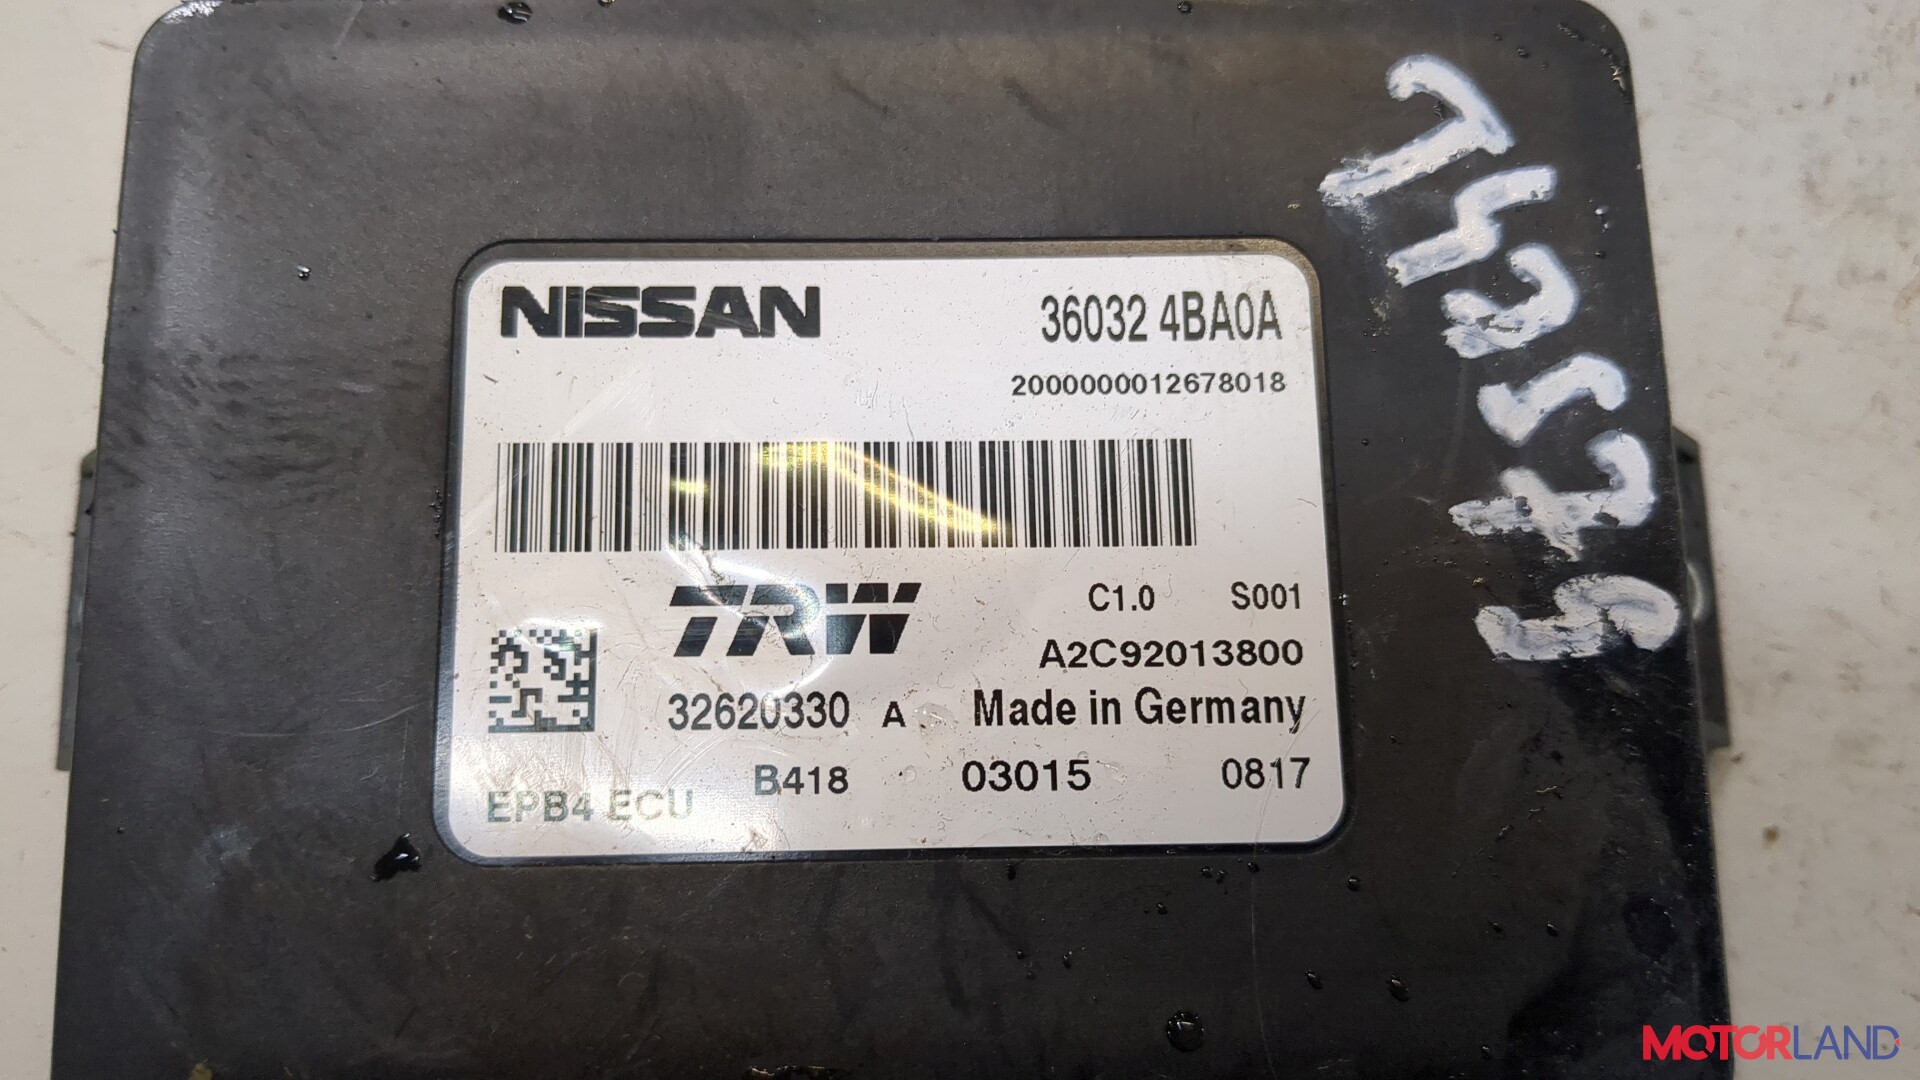 NISSAN
36032 4BA0A
2000000012678018
TRW
C1.0 S001
A2C92013800
32620330 A
Made in Germany
EPB4 ECU
B418
03015
0817
MOTORLAND